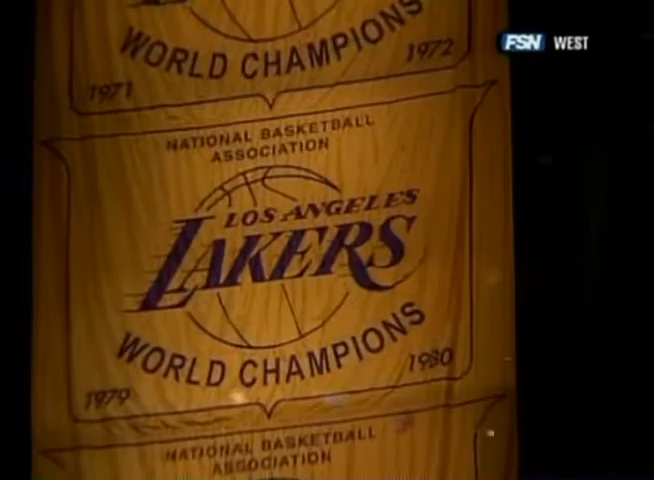 FSN WEST
WORLD CHAMPIONS
1971 1972
NATIONAL BASKETBALL
ASSOCIATION
LOS ANGELES
LAKERS
WORLD CHAMPIONS
1979 1980
NATIONAL BASKETBALL
ASSOCIATION